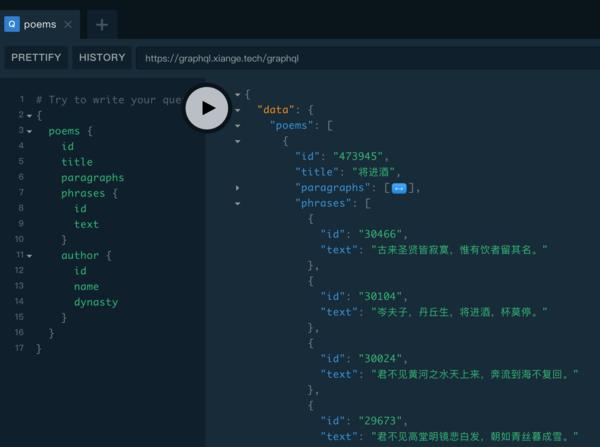 Q poems ×
+
PRETTIFY HISTORY https://graphql.xiange.tech/graphql
1 # Try to write your que
2 {
3 poems {
4 id
5 title
6 paragraphs
7 phrases {
8 id
9 text
10 }
11 author {
12 id
13 name
14 dynasty
15 }
16 }
17 }
{
"data": {
"poems": [
{
"id": "473945",
"title": "将进酒",
"paragraphs": [↔],
"phrases": [
{
"id": "30466",
"text": "古来圣贤皆寂寞，惟有饮者留其名。"
},
{
"id": "30104",
"text": "岑夫子，丹丘生，将进酒，杯莫停。"
},
{
"id": "30024",
"text": "君不见黄河之水天上来，奔流到海不复回。"
},
{
"id": "29673",
"text": "君不见高堂明镜悲白发，朝如青丝暮成雪。"